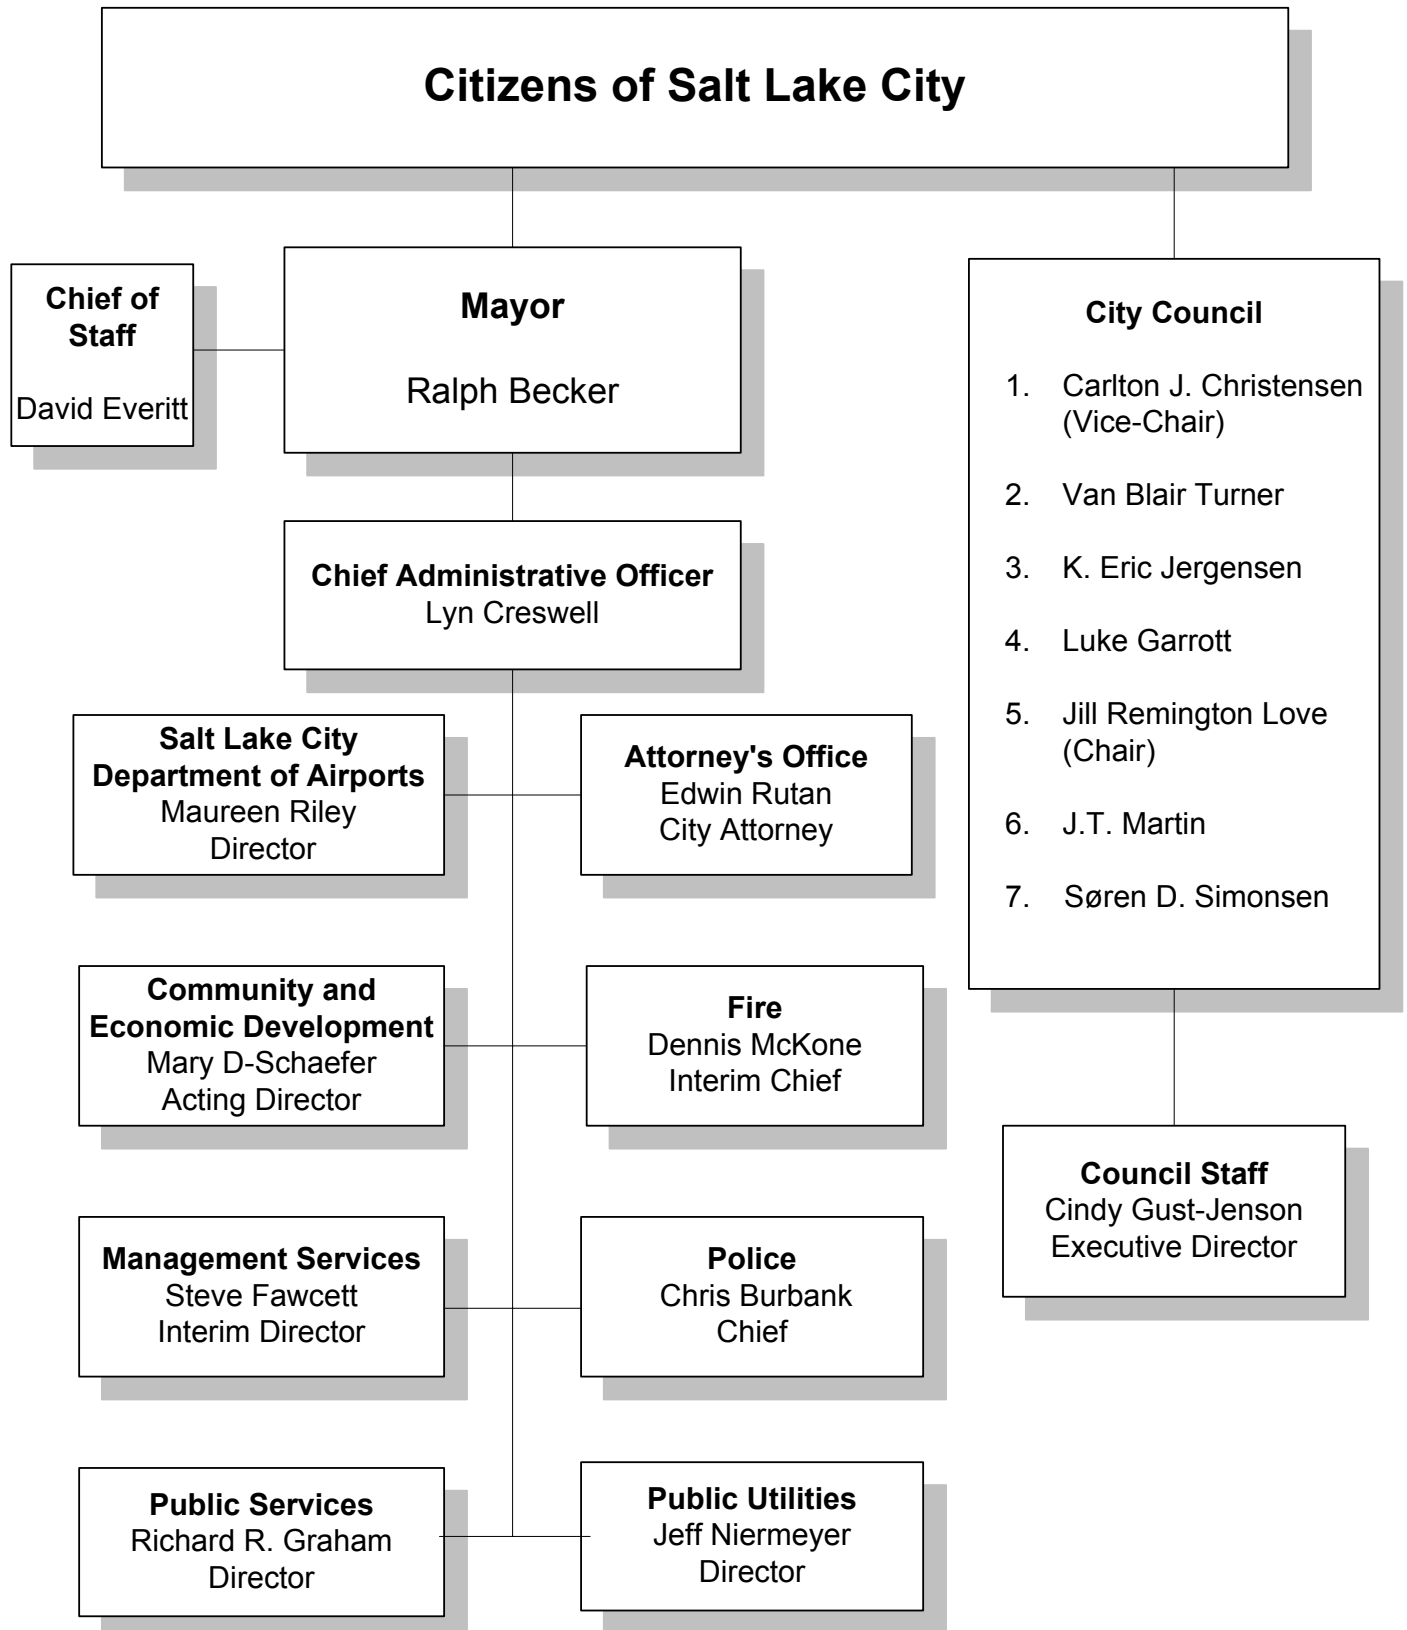 Citizens of Salt Lake City
Chief of
Staff
David Everitt
Mayor
Ralph Becker
City Council
1. Carlton J. Christensen
(Vice-Chair)
2. Van Blair Turner
3. K. Eric Jergensen
4. Luke Garrott
5. Jill Remington Love
(Chair)
6. J.T. Martin
7. Søren D. Simonsen
Chief Administrative Officer
Lyn Creswell
Salt Lake City
Department of Airports
Maureen Riley
Director
Attorney's Office
Edwin Rutan
City Attorney
Community and
Economic Development
Mary D-Schaefer
Acting Director
Fire
Dennis McKone
Interim Chief
Council Staff
Cindy Gust-Jenson
Executive Director
Management Services
Steve Fawcett
Interim Director
Police
Chris Burbank
Chief
Public Services
Richard R. Graham
Director
Public Utilities
Jeff Niermeyer
Director